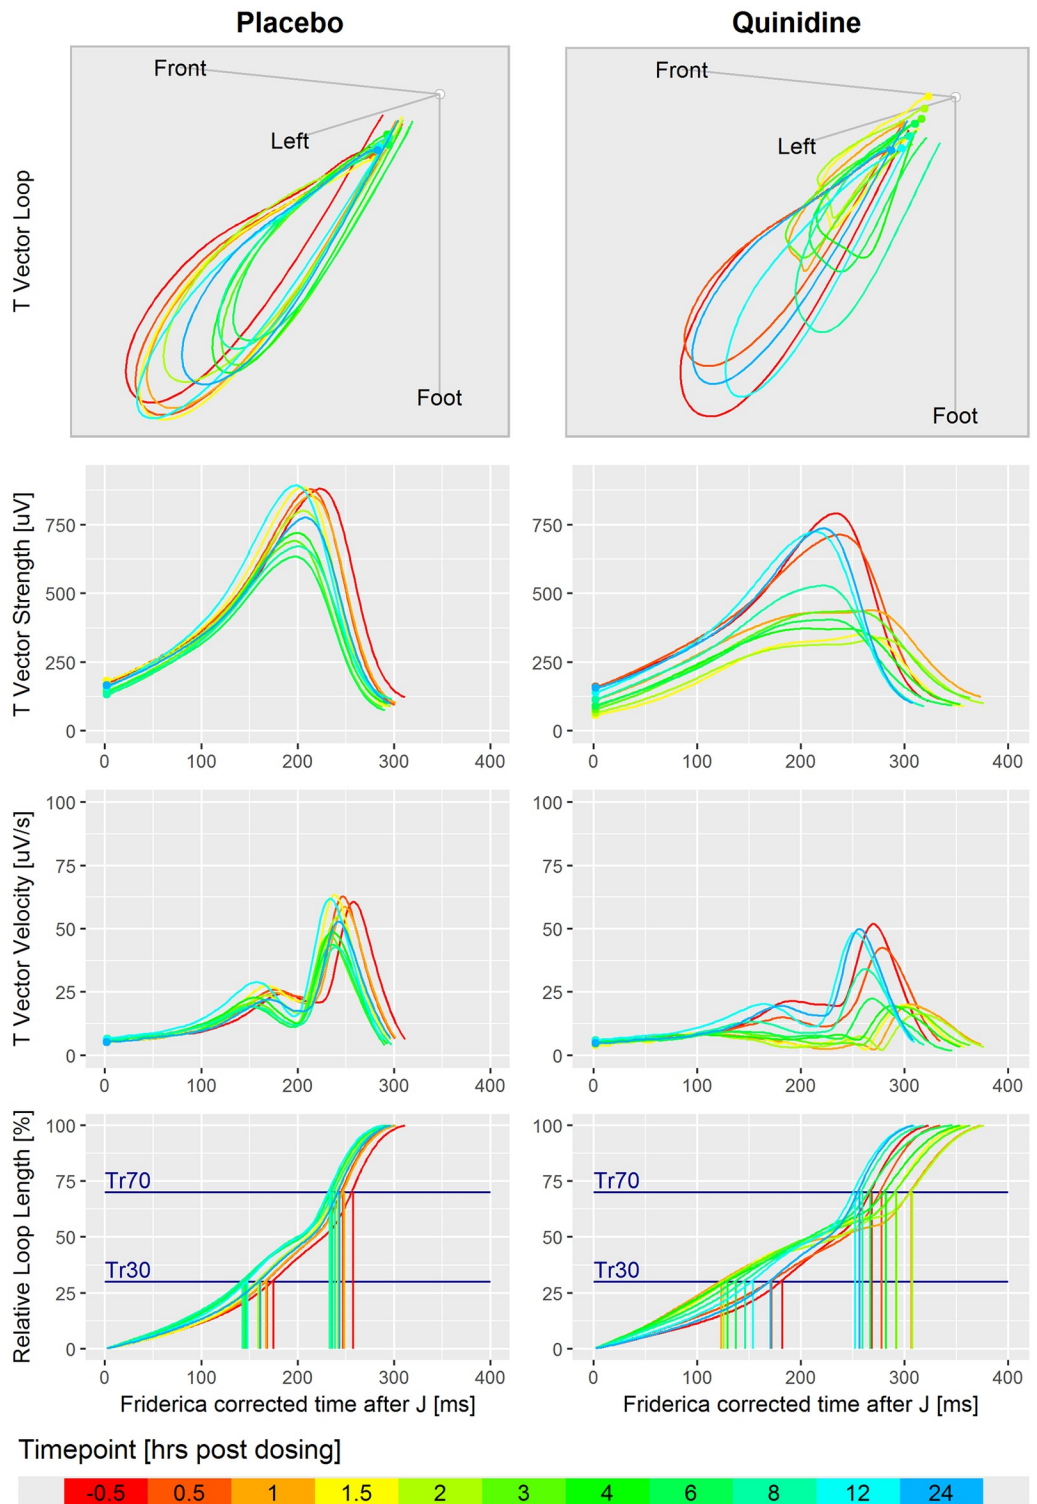 Placebo Quinidine
T Vector Loop
Front
Left
Foot
Front
Left
Foot
T Vector Strength [uV]
750
500
250
0
0 100 200 300 400
750
500
250
0
0 100 200 300 400
T Vector Velocity [uV/s]
100
75
50
25
0
0 100 200 300 400
100
75
50
25
0
0 100 200 300 400
Relative Loop Length [%]
100
75
50
25
0
Tr70
Tr30
0 100 200 300 400
Friderica corrected time after J [ms]
100
75
50
25
0
Tr70
Tr30
0 100 200 300 400
Friderica corrected time after J [ms]
Timepoint [hrs post dosing]
-0.5 0.5 1 1.5 2 3 4 6 8 12 24